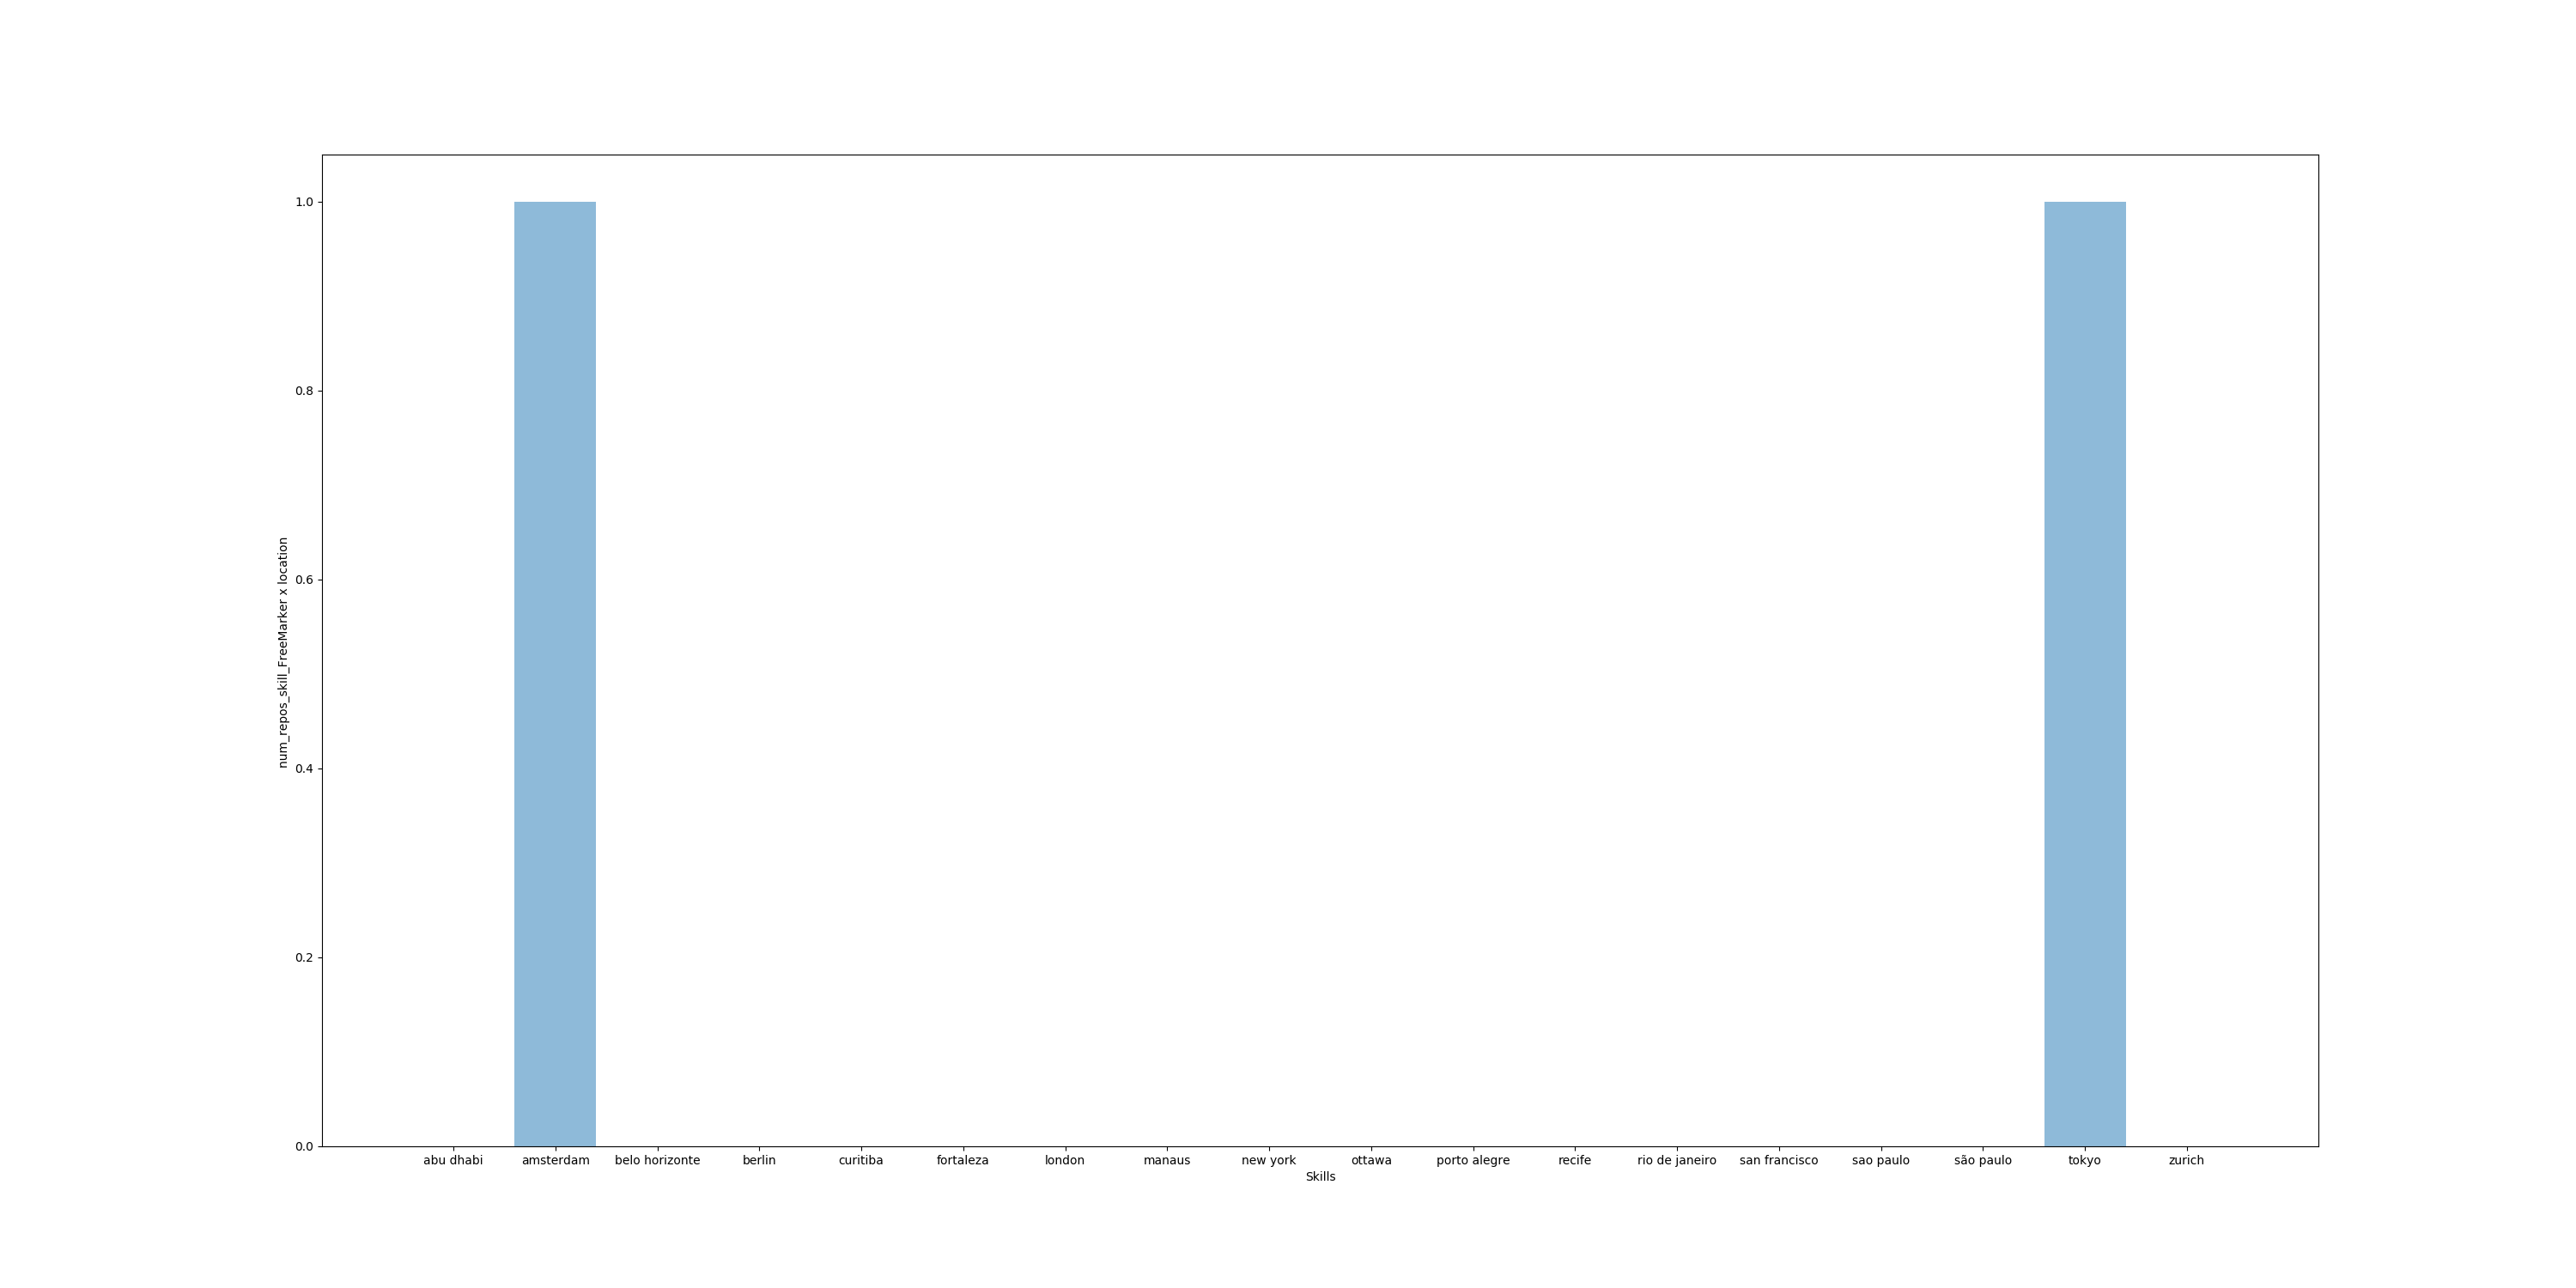 num_repos_skill_FreeMarker x location
1.0
0.8
0.6
0.4
0.2
0.0
abu dhabi amsterdam belo horizonte berlin curitiba fortaleza london manaus new york ottawa porto alegre recife rio de janeiro san francisco sao paulo são paulo tokyo zurich
Skills